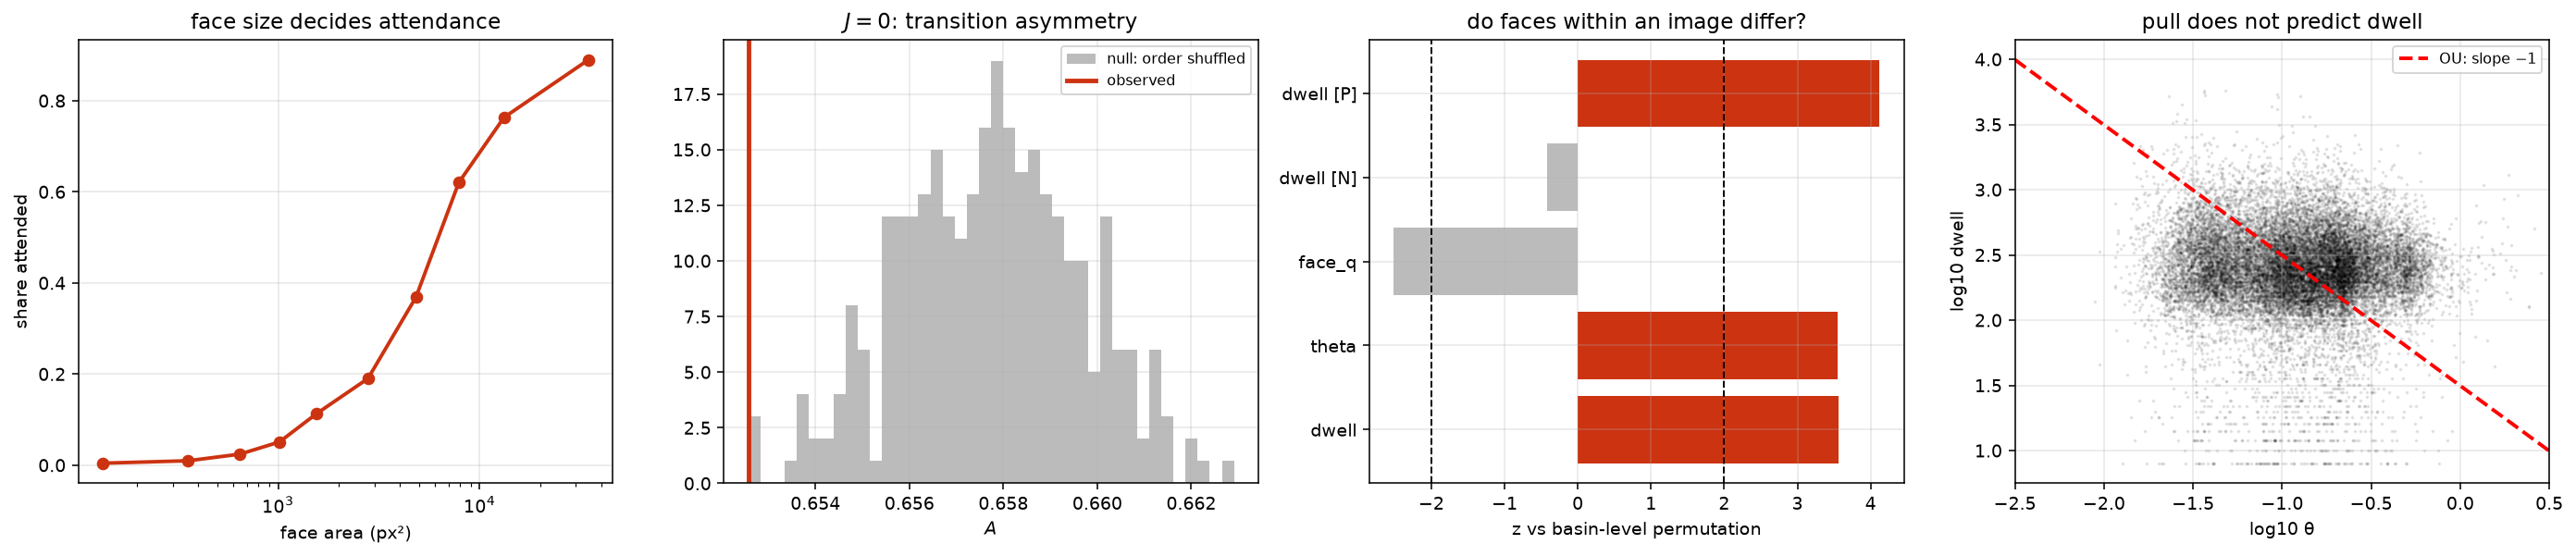 face size decides attendance
share attended
0.8
0.6
0.4
0.2
0.0
10³
10⁴
face area (px²)
J = 0: transition asymmetry
null: order shuffled
observed
17.5
15.0
12.5
10.0
7.5
5.0
2.5
0.0
0.654
0.656
0.658
0.660
0.662
A
do faces within an image differ?
dwell [P]
dwell [N]
face_q
theta
dwell
−2
−1
0
1
2
3
4
z vs basin-level permutation
pull does not predict dwell
OU: slope −1
log10 dwell
4.0
3.5
3.0
2.5
2.0
1.5
1.0
−2.5
−2.0
−1.5
−1.0
−0.5
0.0
0.5
log10 θ